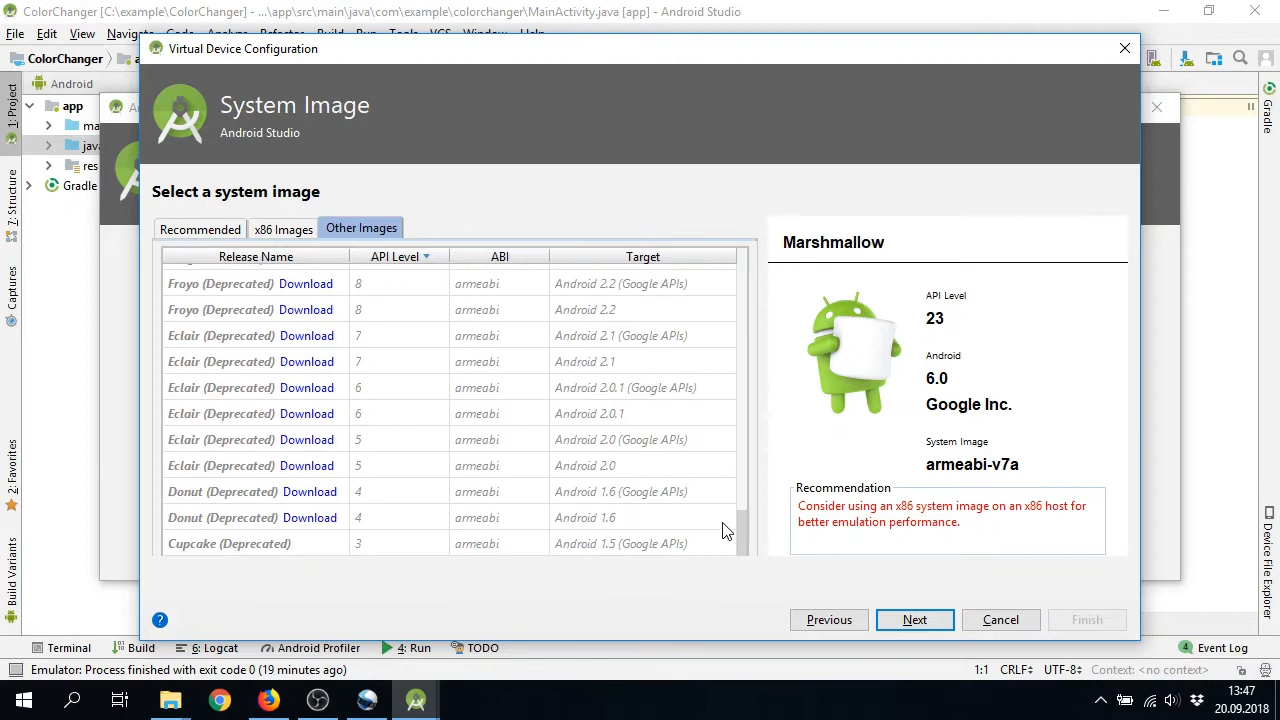 ColorChanger [C:\example\ColorChanger] - ...\app\src\main\java\com\example\colorchanger\MainActivity.java [app] - Android Studio
File Edit View
Virtual Device Configuration
ColorChanger
System Image
Android Studio
Android
app
res
Gradle
1: Project
7: Structure
Captures
2: Favorites
Build Variants
Gradle
Device File Explorer
Select a system image
Recommended x86 Images Other Images
Release Name API Level ABI Target
Froyo (Deprecated) Download 8 armeabi Android 2.2 (Google APIs)
Froyo (Deprecated) Download 8 armeabi Android 2.2
Eclair (Deprecated) Download 7 armeabi Android 2.1 (Google APIs)
Eclair (Deprecated) Download 7 armeabi Android 2.1
Eclair (Deprecated) Download 6 armeabi Android 2.0.1 (Google APIs)
Eclair (Deprecated) Download 6 armeabi Android 2.0.1
Eclair (Deprecated) Download 5 armeabi Android 2.0 (Google APIs)
Eclair (Deprecated) Download 5 armeabi Android 2.0
Donut (Deprecated) Download 4 armeabi Android 1.6 (Google APIs)
Donut (Deprecated) Download 4 armeabi Android 1.6
Cupcake (Deprecated) 3 armeabi Android 1.5 (Google APIs)
Marshmallow
API Level
23
Android
6.0
Google Inc.
System Image
armeabi-v7a
Recommendation
Consider using an x86 system image on an x86 host for
better emulation performance.
? Previous Next Cancel Finish
Terminal Build 6: Logcat Android Profiler 4: Run TODO 4 Event Log
Emulator: Process finished with exit code 0 (19 minutes ago) 1:1 CRLF UTF-8 Context: <no context>
13:47
20.09.2018